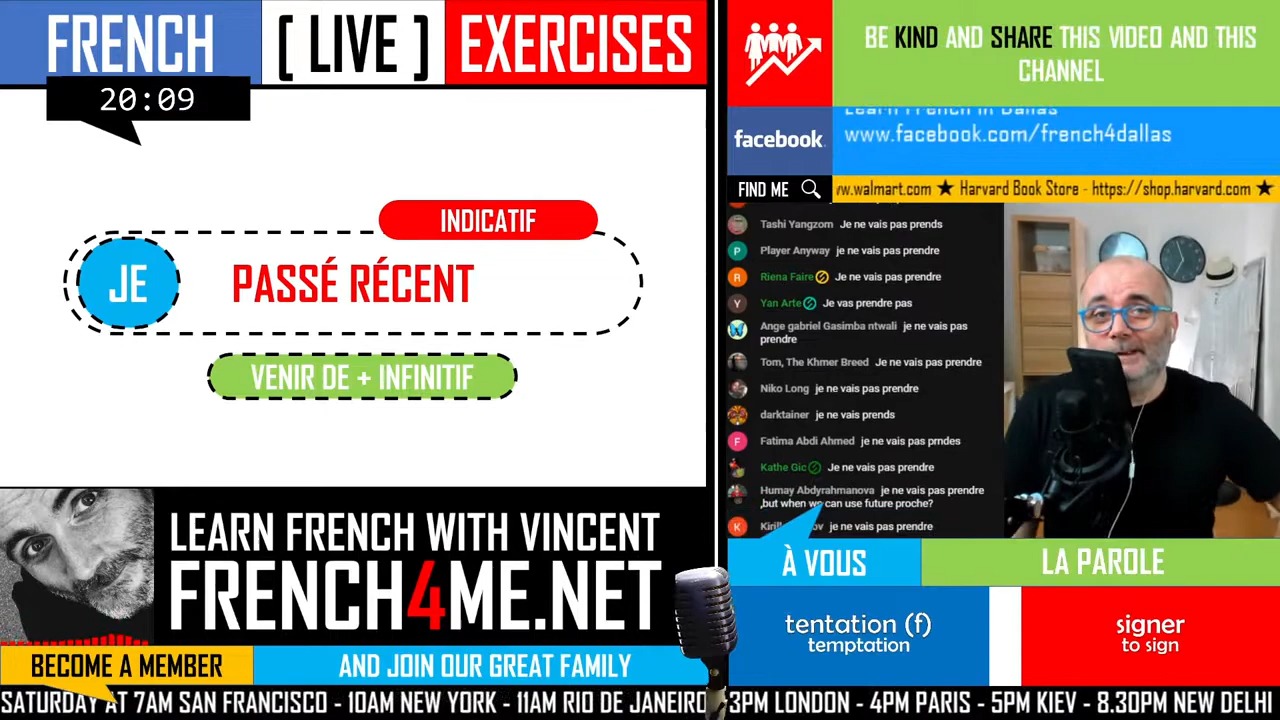 FRENCH
[ LIVE ]
EXERCISES
20:09
INDICATIF
JE
PASSÉ RÉCENT
VENIR DE + INFINITIF
LEARN FRENCH WITH VINCENT
FRENCH4ME.NET
BECOME A MEMBER
AND JOIN OUR GREAT FAMILY
BE KIND AND SHARE THIS VIDEO AND THIS
CHANNEL
facebook.
Learn French in Dallas
www.facebook.com/french4dallas
FIND ME
www.walmart.com ★ Harvard Book Store - https://shop.harvard.com ★
Tashi Yangzom Je ne vais pas prends
Player Anyway je ne vais pas prendre
Riena Faire Je ne vais pas prendre
Yan Arte Je vas prendre pas
Ange gabriel Gasimba ntwali je ne vais pas
prendre
Tom, The Khmer Breed Je ne vais pas prendre
Niko Long je ne vais pas prendre
darktainer je ne vais prends
Fatima Abdi Ahmed je ne vais pas prndes
Kathe Gic Je ne vais pas prendre
Humay Abdyrahmanova je ne vais pas prendre
,but when we can use future proche?
je ne vais pas prendre
À VOUS
LA PAROLE
tentation (f)
temptation
signer
to sign
SATURDAY AT 7AM SAN FRANCISCO - 10AM NEW YORK - 11AM RIO DE JANEIRO - 3PM LONDON - 4PM PARIS - 5PM KIEV - 8.30PM NEW DELHI